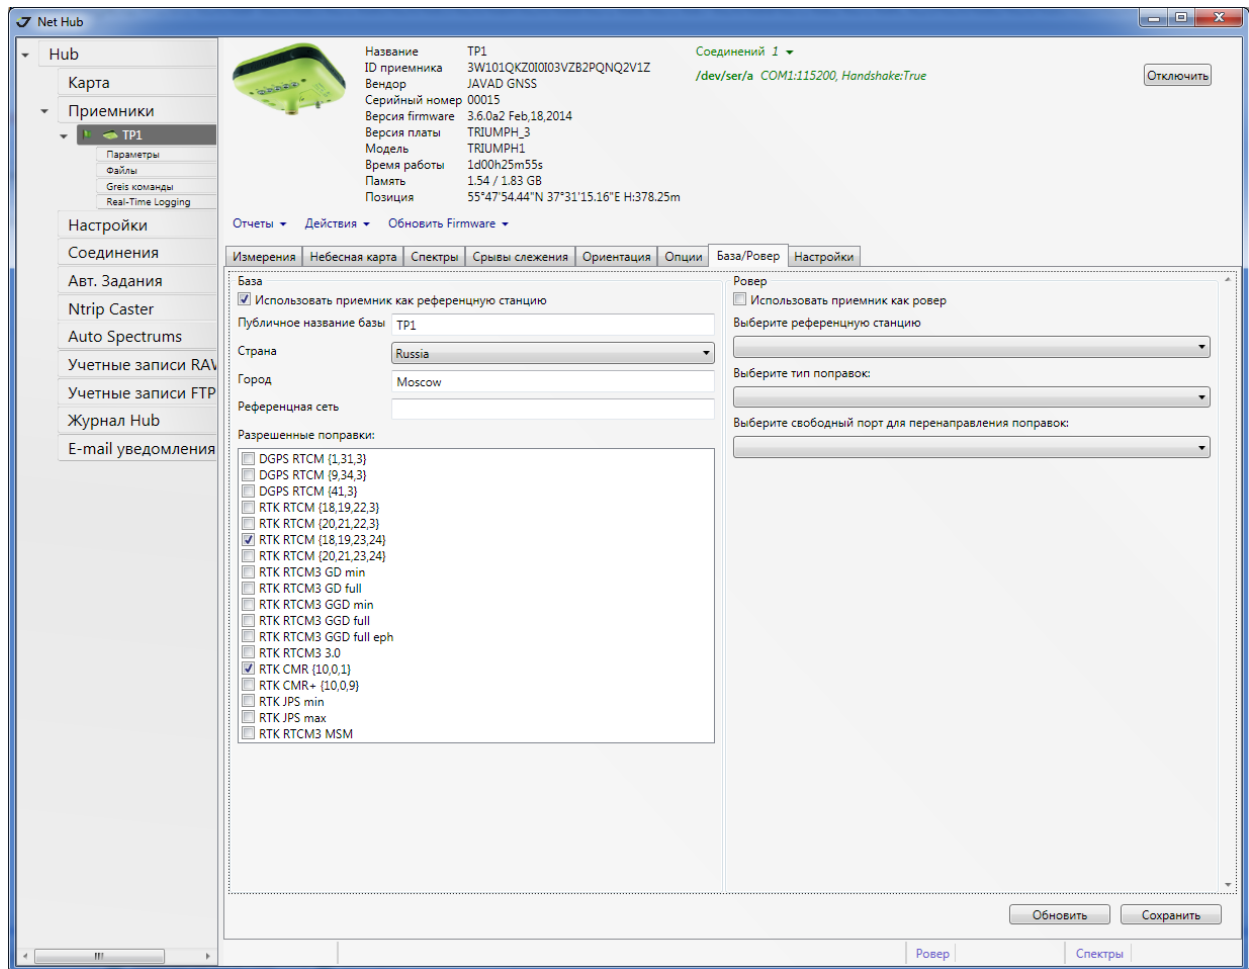 Net Hub
Hub
Карта
Приемники
TP1
Параметры
Файлы
Greis команды
Real-Time Logging
Настройки
Соединения
Авт. Задания
Ntrip Caster
Auto Spectrums
Учетные записи RAW
Учетные записи FTP
Журнал Hub
E-mail уведомления
Название TP1
ID приемника 3W101QKZ0I0I03VZB2PQNQ2V1Z
Вендор JAVAD GNSS
Серийный номер 00015
Версия firmware 3.6.0a2 Feb,18,2014
Версия платы TRIUMPH_3
Модель TRIUMPH1
Время работы 1d00h25m55s
Память 1.54 / 1.83 GB
Позиция 55°47'54.44"N 37°31'15.16"E H:378.25m
Соединений 1
/dev/ser/a COM1:115200, Handshake:True
Отключить
Отчеты Действия Обновить Firmware
Измерения Небесная карта Спектры Срывы слежения Ориентация Опции База/Ровер Настройки
База
Использовать приемник как референцную станцию
Публичное название базы TP1
Страна Russia
Город Moscow
Референцная сеть
Разрешенные поправки:
DGPS RTCM {1,31,3}
DGPS RTCM {9,34,3}
DGPS RTCM {41,3}
RTK RTCM {18,19,22,3}
RTK RTCM {20,21,22,3}
RTK RTCM {18,19,23,24}
RTK RTCM {20,21,23,24}
RTK RTCM3 GD min
RTK RTCM3 GD full
RTK RTCM3 GGD min
RTK RTCM3 GGD full
RTK RTCM3 GGD full eph
RTK RTCM3 3.0
RTK CMR {10,0,1}
RTK CMR+ {10,0,9}
RTK JPS min
RTK JPS max
RTK RTCM3 MSM
Ровер
Использовать приемник как ровер
Выберите референцную станцию
Выберите тип поправок:
Выберите свободный порт для перенаправления поправок:
Обновить Сохранить
Ровер Спектры